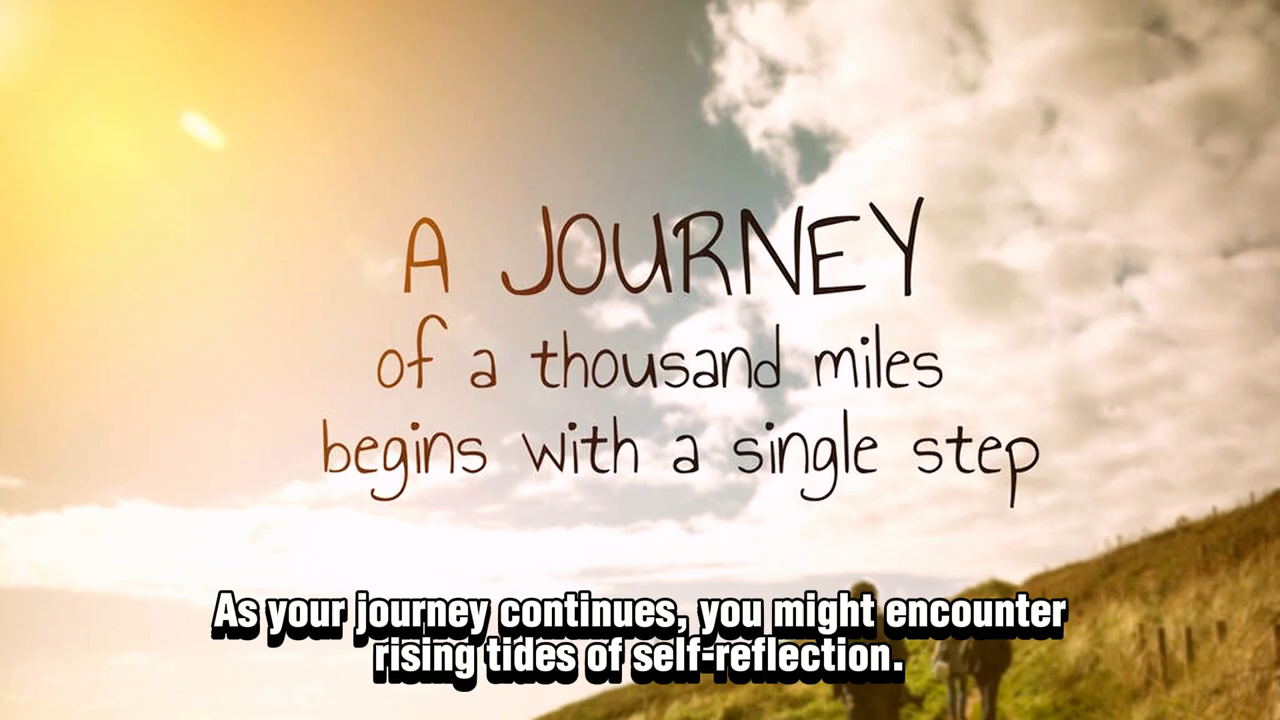 A JOURNEY
of a thousand miles
begins with a single step
As your journey continues, you might encounter
rising tides of self-reflection.